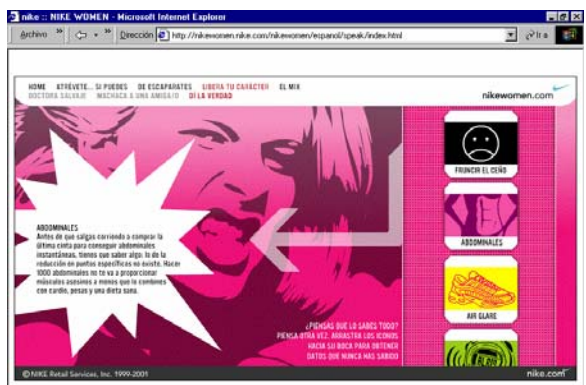 nike :: NIKE WOMEN - Microsoft Internet Explorer
Archivo » Dirección http://nikewomen.nike.com/nikewomen/espanol/speak/index.html Ir a
HOME ATRÉVETE... SI PUEDES DE ESCAPARATES LIBERA TU CARÁCTER EL MIX
DOCTORA SALVAJE MACHACA A UNA AMIGA/O DI LA VERDAD
nikewomen.com
FRUNCIR EL CEÑO
ABDOMINALES
Antes de que salgas corriendo a comprar la
última cinta para conseguir abdominales
instantáneas, tienes que saber algo: lo de la
reducción en puntos específicos no existe. Hacer
1000 abdominales no te va a proporcionar
músculos asesinos a menos que lo combines
con cardio, pesas y una dieta sana.
ABDOMINALES
AIR GLARE
¿PIENSAS QUE LO SABES TODO?
PIENSA OTRA VEZ. ARRASTRA LOS ICONOS
HACIA SU BOCA PARA OBTENER
DATOS QUE NUNCA HAS SABIDO
© NIKE Retail Services, Inc. 1999-2001
nike.com